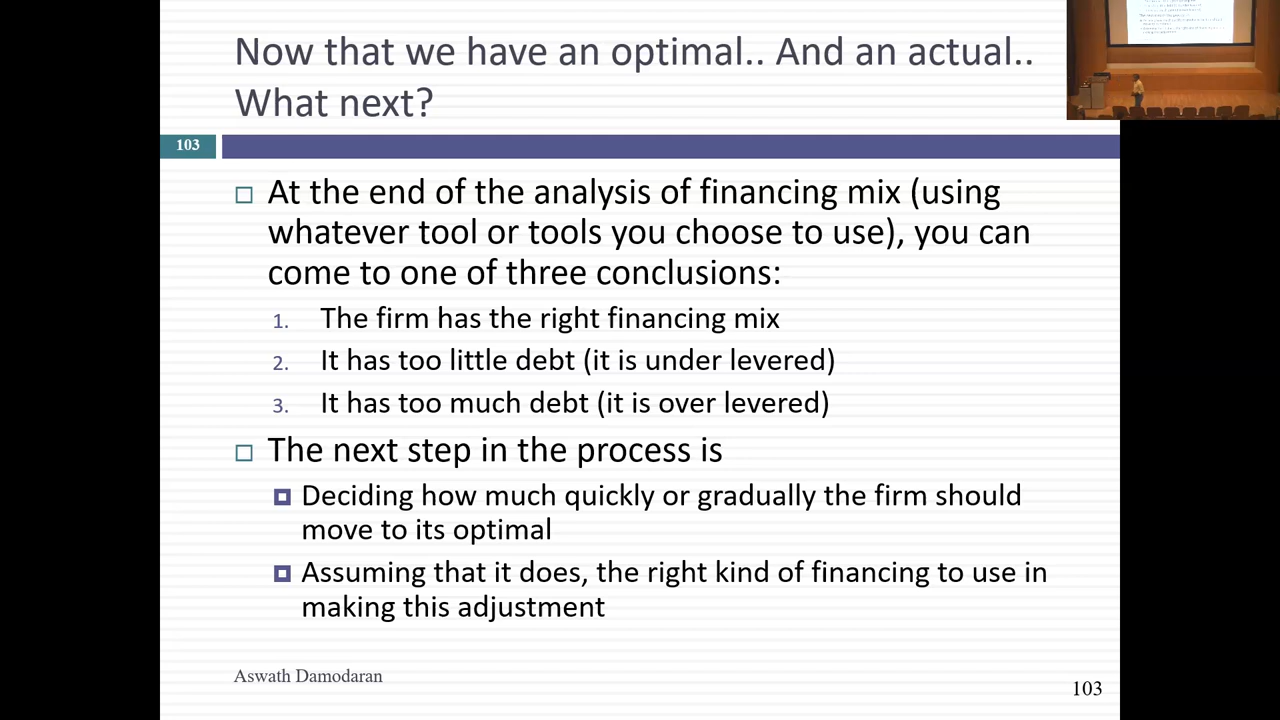 Now that we have an optimal.. And an actual..
What next?
103
At the end of the analysis of financing mix (using
whatever tool or tools you choose to use), you can
come to one of three conclusions:
1. The firm has the right financing mix
2. It has too little debt (it is under levered)
3. It has too much debt (it is over levered)
The next step in the process is
Deciding how much quickly or gradually the firm should
move to its optimal
Assuming that it does, the right kind of financing to use in
making this adjustment
Aswath Damodaran
103